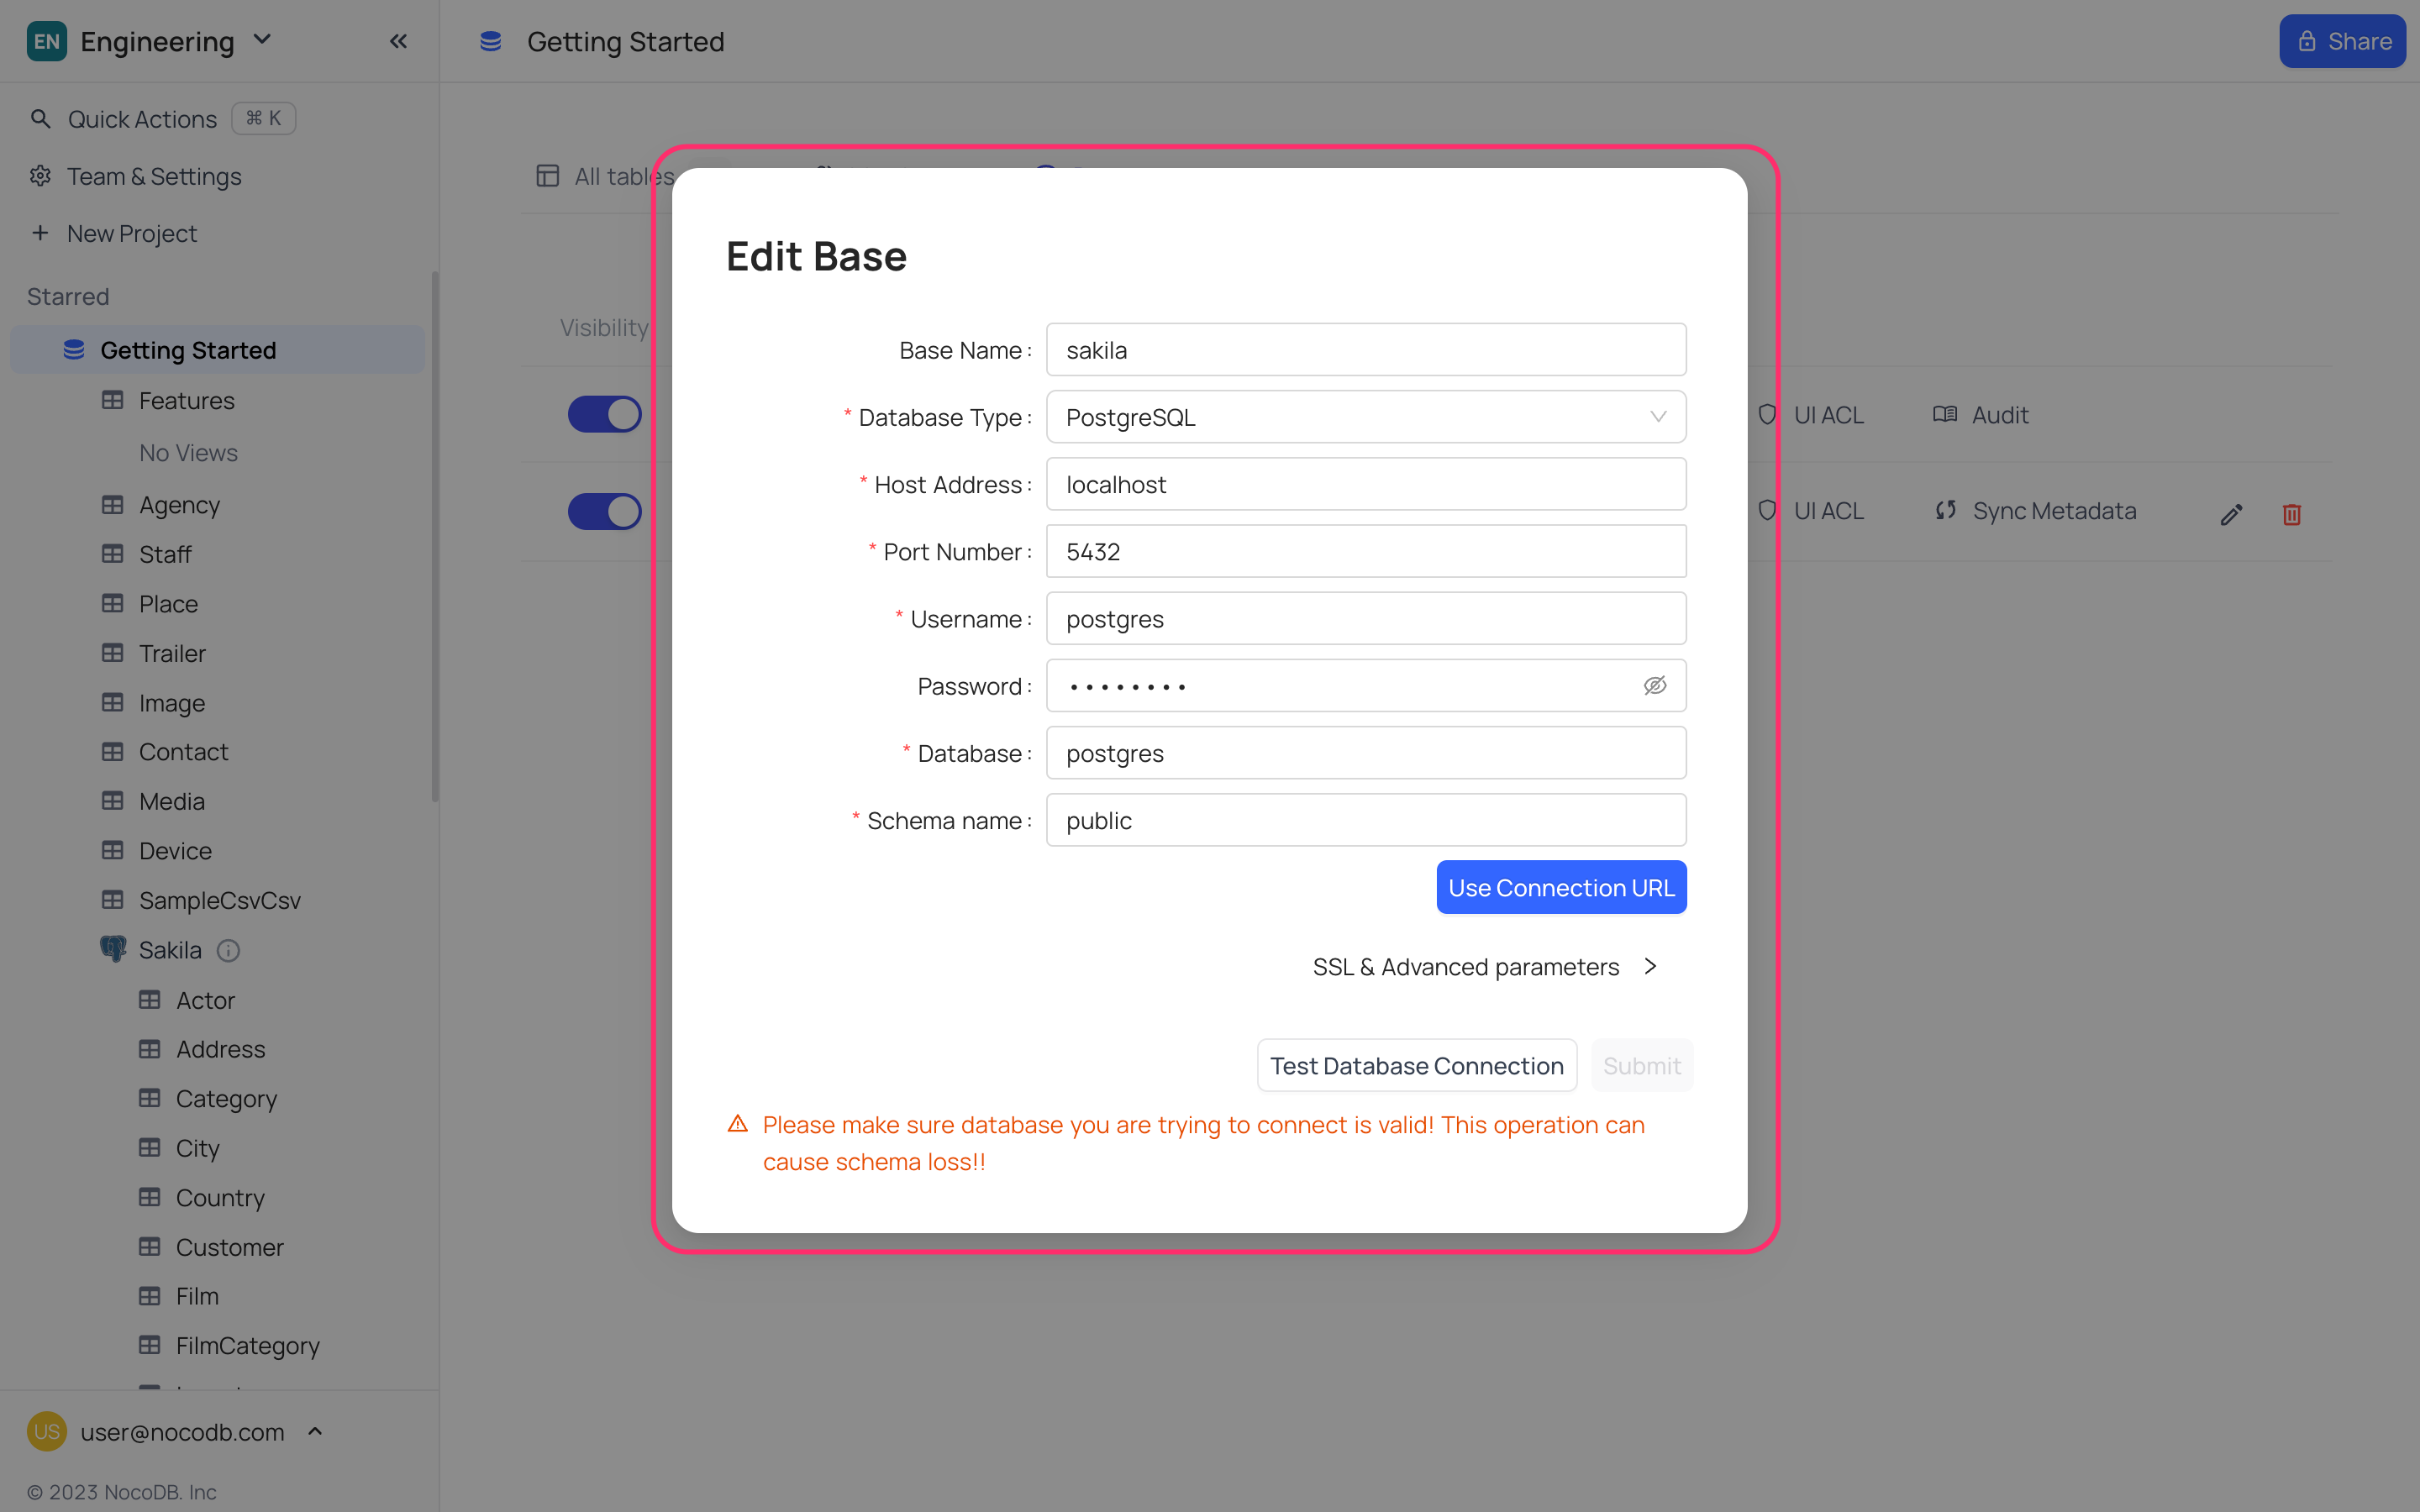 EN Engineering
Getting Started
Share
Quick Actions ⌘ K
Team & Settings
New Project
Starred
Getting Started
Features
No Views
Agency
Staff
Place
Trailer
Image
Contact
Media
Device
SampleCsvCsv
Sakila
Actor
Address
Category
City
Country
Customer
Film
FilmCategory
US user@nocodb.com
© 2023 NocoDB. Inc
All tables
Visibility
UI ACL Audit
UI ACL Sync Metadata
Edit Base
Base Name : sakila
* Database Type : PostgreSQL
* Host Address : localhost
* Port Number : 5432
* Username : postgres
Password : ••••••••
* Database : postgres
* Schema name : public
Use Connection URL
SSL & Advanced parameters
Test Database Connection Submit
Please make sure database you are trying to connect is valid! This operation can
cause schema loss!!